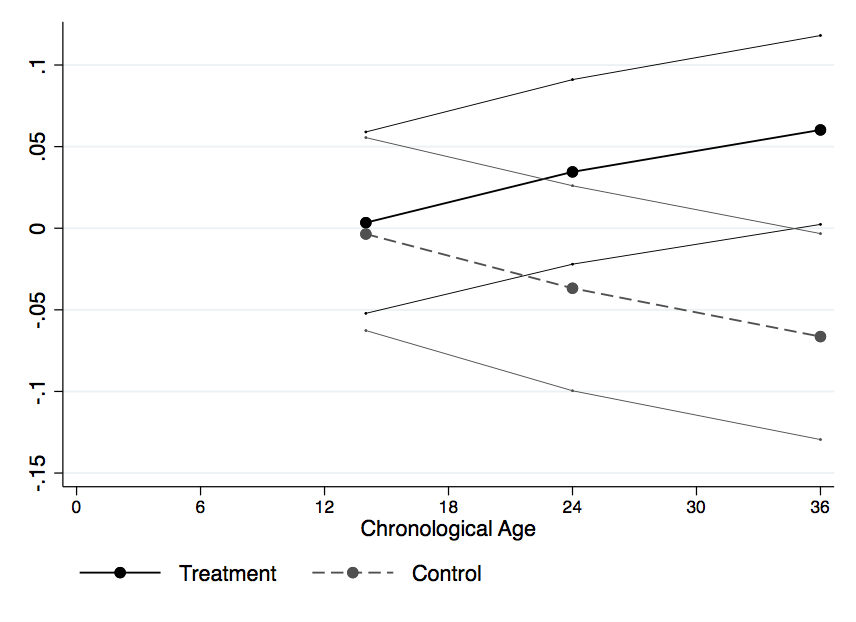 .1
.05
0
-.05
-.1
-.15
0 6 12 18 24 30 36
Chronological Age
Treatment Control